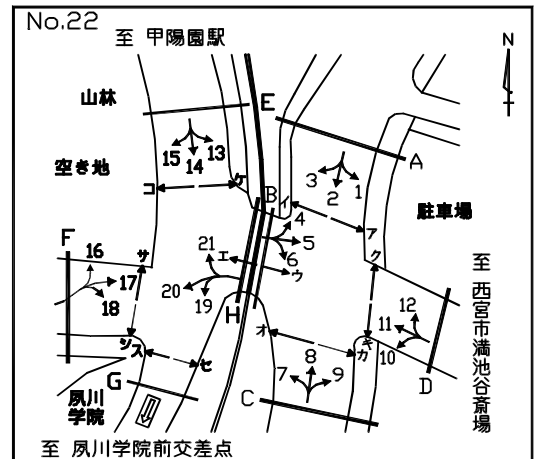 No.22
至 甲陽園駅
N
山林
E
15 14 13
3 2 1
A
空き地
コ
ケ
B
イ
4
駐車場
ア
ク
5
6
F
16
サ
21
エ
ウ
17
18
20
19
H
12
11
10
至 西宮市満池谷斎場
シ
ス
セ
オ
カ
キ
8
7
9
D
G
C
夙川
学院
至 夙川学院前交差点